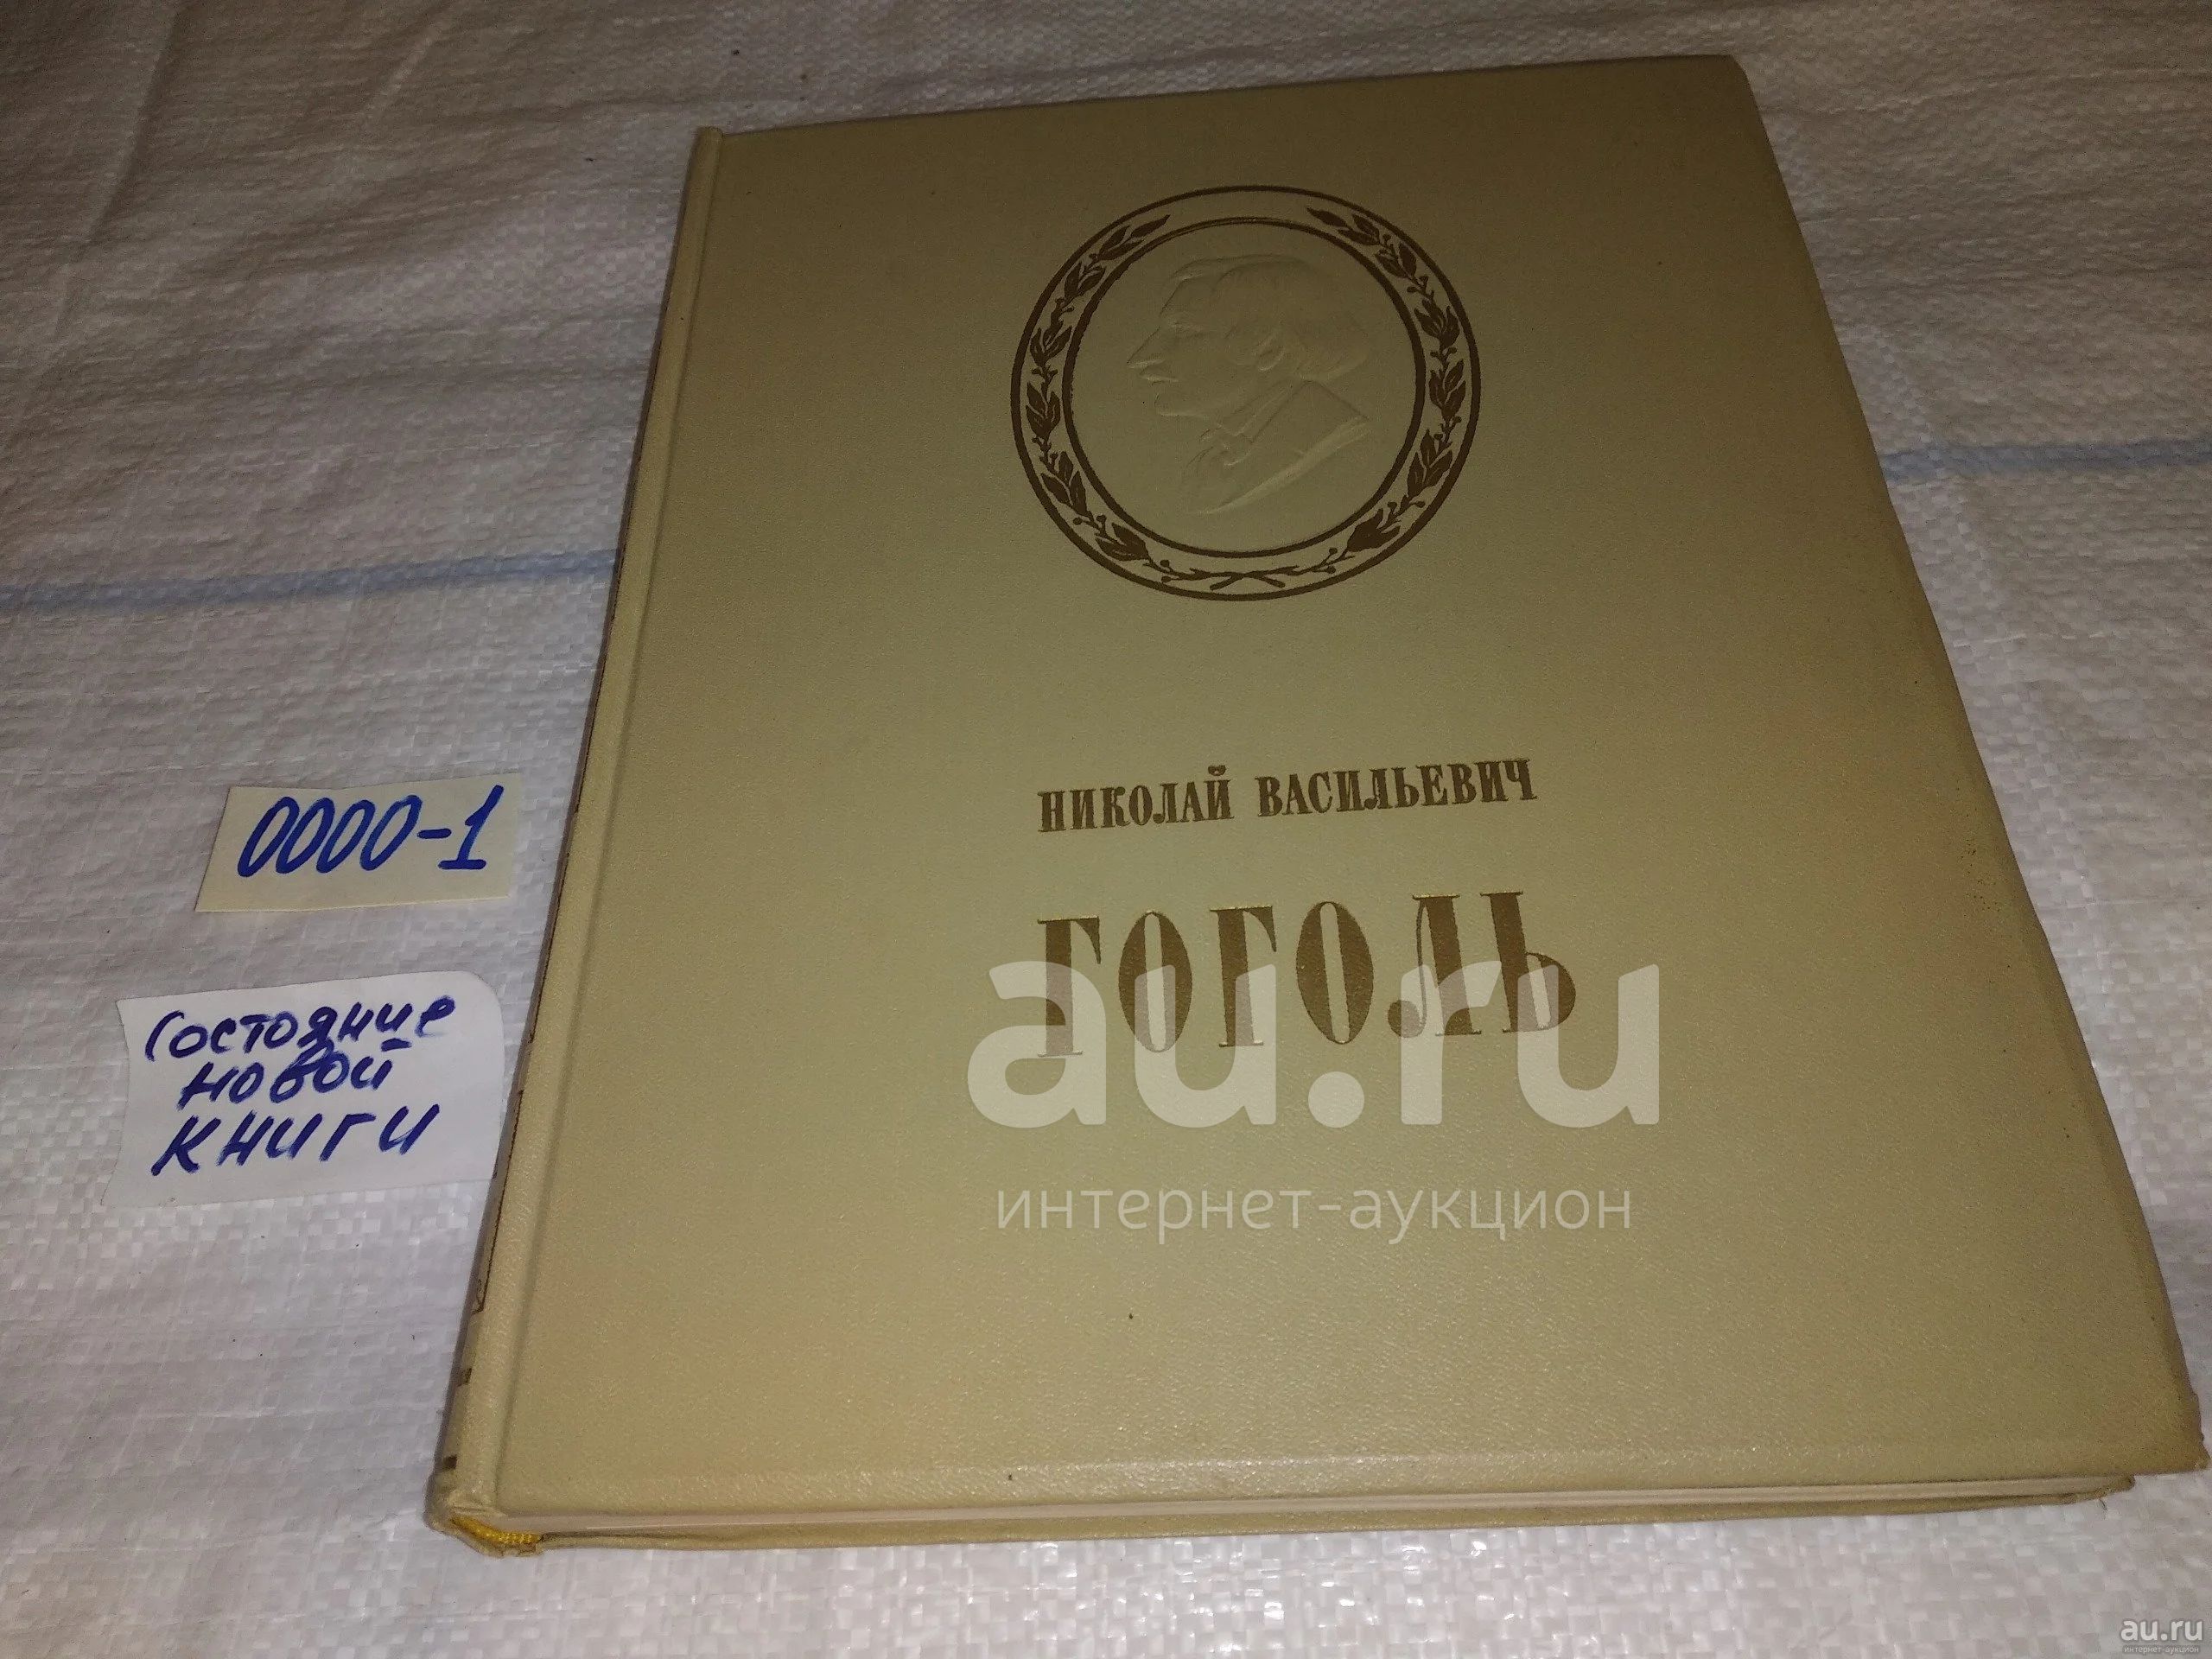 НИКОЛАЙ ВАСИЛЬЕВИЧ
ГОГОЛЬ
0000-1
Состояние
новой
книги
au.ru
интернет-аукцион
au.ru
интернет-аукцион